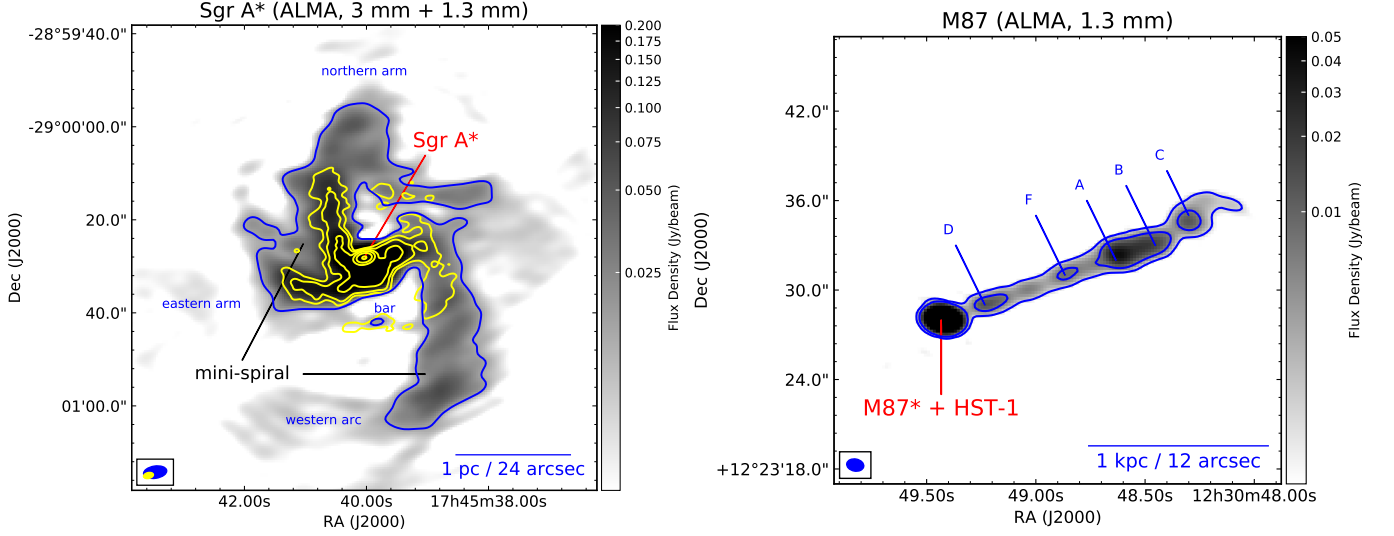 Sgr A* (ALMA, 3 mm + 1.3 mm)
-28°59'40.0"
-29°00'00.0"
20.0"
40.0"
01'00.0"
Dec (J2000)
northern arm
Sgr A*
eastern arm
bar
mini-spiral
western arc
1 pc / 24 arcsec
42.00s
40.00s
17h45m38.00s
RA (J2000)
0.200
0.175
0.150
0.125
0.100
0.075
0.050
0.025
Flux Density (Jy/beam)
M87 (ALMA, 1.3 mm)
42.0"
36.0"
30.0"
24.0"
+12°23'18.0"
Dec (J2000)
C
B
A
F
D
M87* + HST-1
1 kpc / 12 arcsec
49.50s
49.00s
48.50s
12h30m48.00s
RA (J2000)
0.05
0.04
0.03
0.02
0.01
Flux Density (Jy/beam)